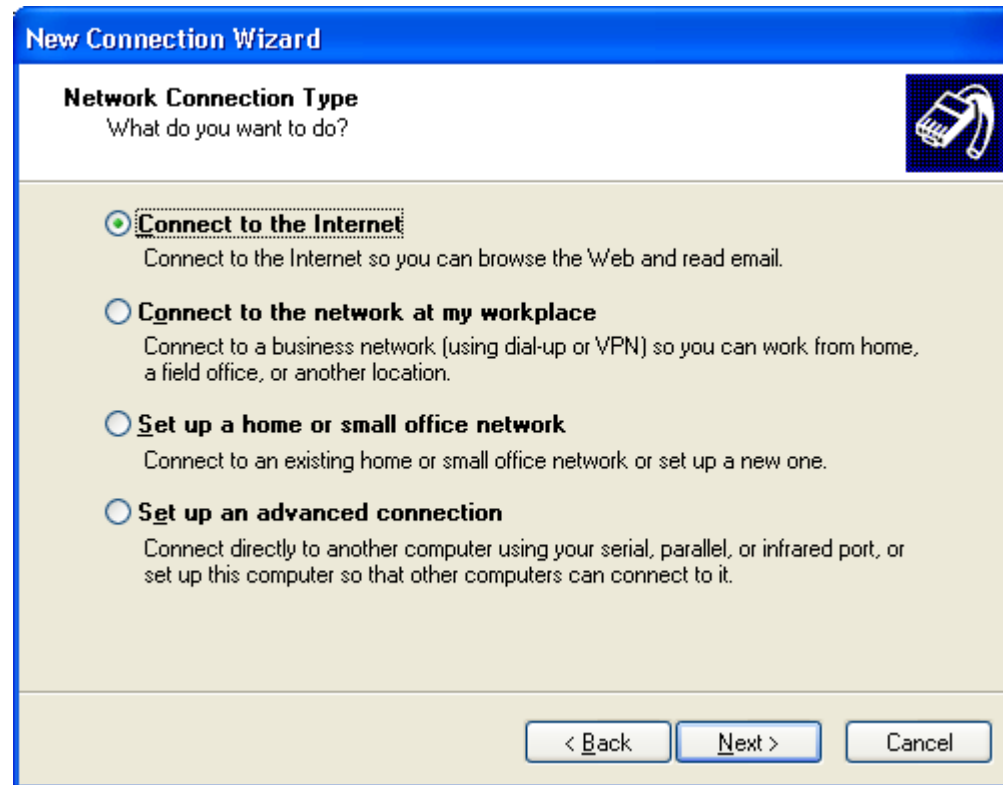 New Connection Wizard
Network Connection Type
What do you want to do?
Connect to the Internet
Connect to the Internet so you can browse the Web and read email.
Connect to the network at my workplace
Connect to a business network (using dial-up or VPN) so you can work from home,
a field office, or another location.
Set up a home or small office network
Connect to an existing home or small office network or set up a new one.
Set up an advanced connection
Connect directly to another computer using your serial, parallel, or infrared port, or
set up this computer so that other computers can connect to it.
< Back Next > Cancel